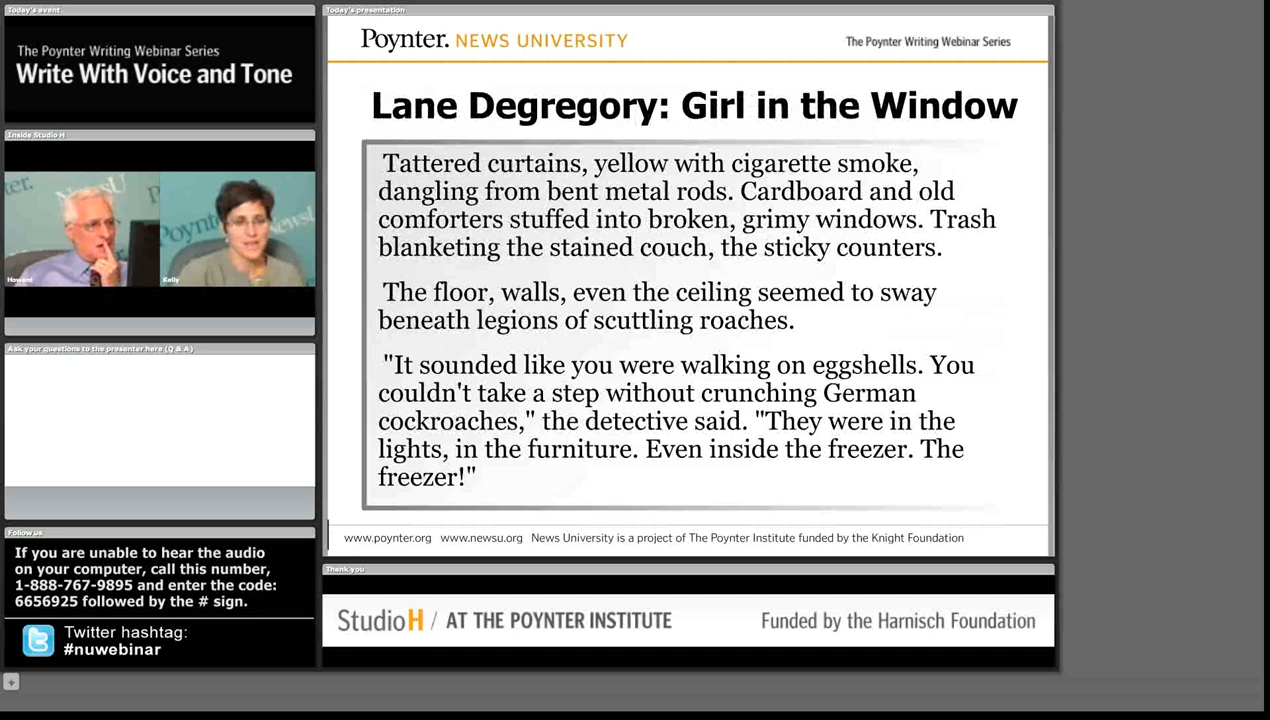 Today's event
The Poynter Writing Webinar Series
Write With Voice and Tone
Inside Studio H
Howard
Kelly
Ask your questions to the presenter here (Q & A)
Follow us
If you are unable to hear the audio
on your computer, call this number,
1-888-767-9895 and enter the code:
6656925 followed by the # sign.
Twitter hashtag:
#nuwebinar
Today's presentation
Poynter. NEWS UNIVERSITY
The Poynter Writing Webinar Series
Lane Degregory: Girl in the Window
Tattered curtains, yellow with cigarette smoke,
dangling from bent metal rods. Cardboard and old
comforters stuffed into broken, grimy windows. Trash
blanketing the stained couch, the sticky counters.
The floor, walls, even the ceiling seemed to sway
beneath legions of scuttling roaches.
"It sounded like you were walking on eggshells. You
couldn't take a step without crunching German
cockroaches," the detective said. "They were in the
lights, in the furniture. Even inside the freezer. The
freezer!"
www.poynter.org www.newsu.org News University is a project of The Poynter Institute funded by the Knight Foundation
Thank you
StudioH / AT THE POYNTER INSTITUTE
Funded by the Harnisch Foundation